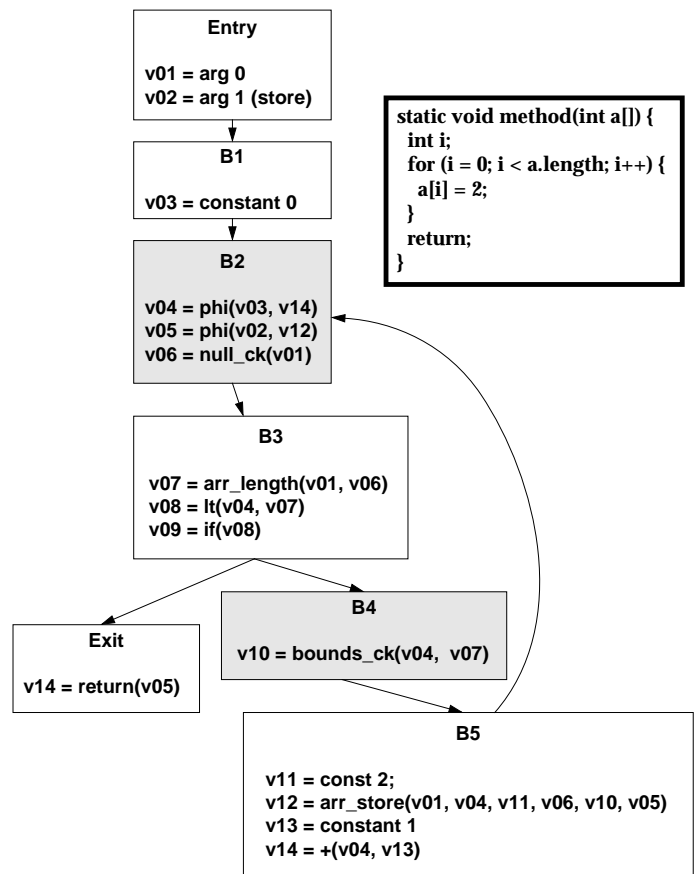 Entry
v01 = arg 0
v02 = arg 1 (store)
static void method(int a[]) {
int i;
for (i = 0; i < a.length; i++) {
a[i] = 2;
}
return;
}
B1
v03 = constant 0
B2
v04 = phi(v03, v14)
v05 = phi(v02, v12)
v06 = null_ck(v01)
B3
v07 = arr_length(v01, v06)
v08 = lt(v04, v07)
v09 = if(v08)
B4
v10 = bounds_ck(v04, v07)
Exit
v14 = return(v05)
B5
v11 = const 2;
v12 = arr_store(v01, v04, v11, v06, v10, v05)
v13 = constant 1
v14 = +(v04, v13)